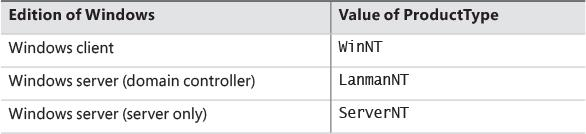 Edition of Windows Value of ProductType
Windows client WinNT
Windows server (domain controller) LanmanNT
Windows server (server only) ServerNT